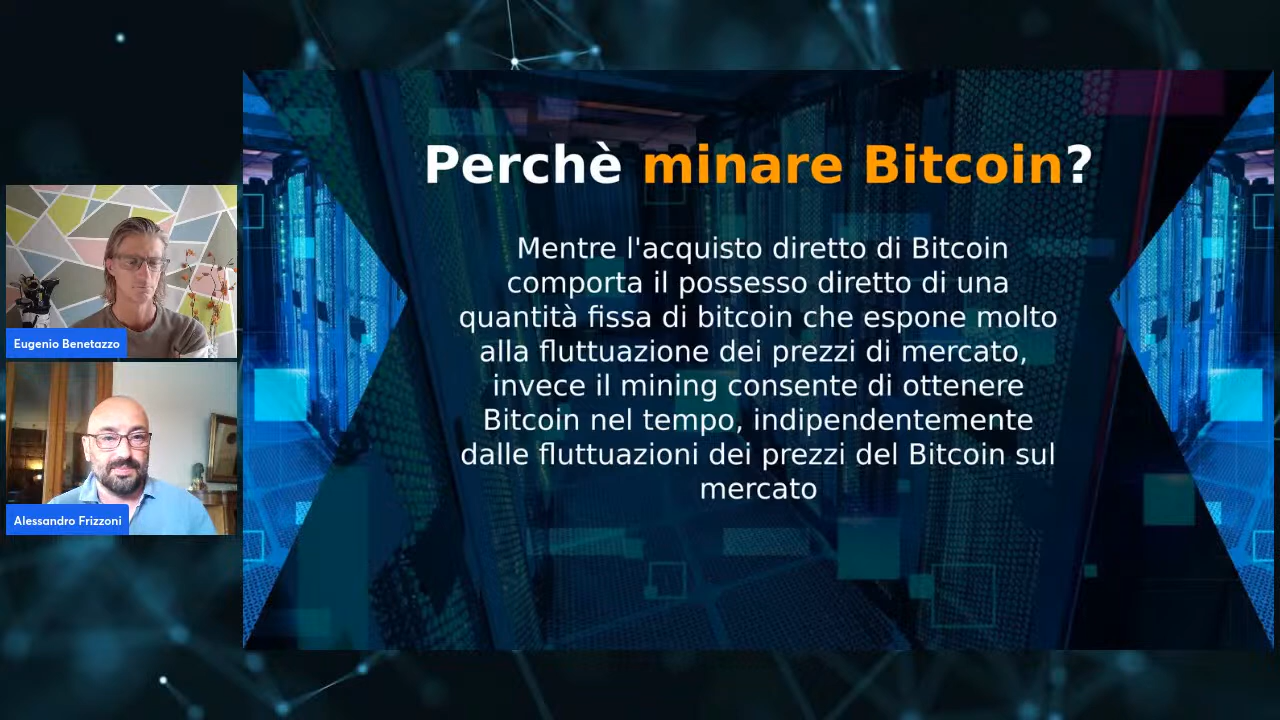 Perchè minare Bitcoin?
Mentre l'acquisto diretto di Bitcoin
comporta il possesso diretto di una
quantità fissa di bitcoin che espone molto
alla fluttuazione dei prezzi di mercato,
invece il mining consente di ottenere
Bitcoin nel tempo, indipendentemente
dalle fluttuazioni dei prezzi del Bitcoin sul
mercato
Eugenio Benetazzo
Alessandro Frizzoni